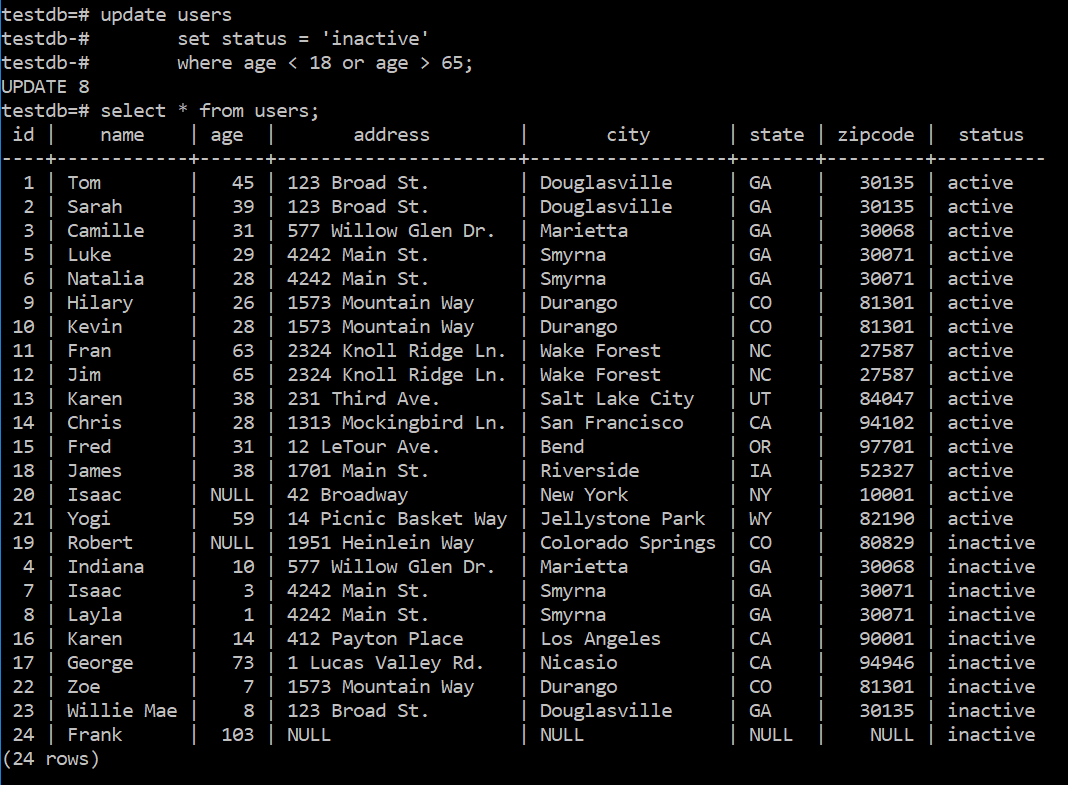 testdb=# update users
testdb-#        set status = 'inactive'
testdb-#        where age < 18 or age > 65;
UPDATE 8
testdb=# select * from users;
 id |    name    | age  |       address        |       city       | state | zipcode |  status
----+------------+------+----------------------+------------------+-------+---------+----------
  1 | Tom        |   45 | 123 Broad St.        | Douglasville     | GA    |   30135 | active
  2 | Sarah      |   39 | 123 Broad St.        | Douglasville     | GA    |   30135 | active
  3 | Camille    |   31 | 577 Willow Glen Dr.  | Marietta         | GA    |   30068 | active
  5 | Luke       |   29 | 4242 Main St.        | Smyrna           | GA    |   30071 | active
  6 | Natalia    |   28 | 4242 Main St.        | Smyrna           | GA    |   30071 | active
  9 | Hilary     |   26 | 1573 Mountain Way    | Durango          | CO    |   81301 | active
 10 | Kevin      |   28 | 1573 Mountain Way    | Durango          | CO    |   81301 | active
 11 | Fran       |   63 | 2324 Knoll Ridge Ln. | Wake Forest      | NC    |   27587 | active
 12 | Jim        |   65 | 2324 Knoll Ridge Ln. | Wake Forest      | NC    |   27587 | active
 13 | Karen      |   38 | 231 Third Ave.       | Salt Lake City   | UT    |   84047 | active
 14 | Chris      |   28 | 1313 Mockingbird Ln. | San Francisco    | CA    |   94102 | active
 15 | Fred       |   31 | 12 LeTour Ave.       | Bend             | OR    |   97701 | active
 18 | James      |   38 | 1701 Main St.        | Riverside        | IA    |   52327 | active
 20 | Isaac      | NULL | 42 Broadway          | New York         | NY    |   10001 | active
 21 | Yogi       |   59 | 14 Picnic Basket Way | Jellystone Park  | WY    |   82190 | active
 19 | Robert     | NULL | 1951 Heinlein Way    | Colorado Springs | CO    |   80829 | inactive
  4 | Indiana    |   10 | 577 Willow Glen Dr.  | Marietta         | GA    |   30068 | inactive
  7 | Isaac      |    3 | 4242 Main St.        | Smyrna           | GA    |   30071 | inactive
  8 | Layla      |    1 | 4242 Main St.        | Smyrna           | GA    |   30071 | inactive
 16 | Karen      |   14 | 412 Payton Place     | Los Angeles      | CA    |   90001 | inactive
 17 | George     |   73 | 1 Lucas Valley Rd.   | Nicasio          | CA    |   94946 | inactive
 22 | Zoe        |    7 | 1573 Mountain Way    | Durango          | CO    |   81301 | inactive
 23 | Willie Mae |    8 | 123 Broad St.        | Douglasville     | GA    |   30135 | inactive
 24 | Frank      |  103 | NULL                 | NULL             | NULL  |    NULL | inactive
(24 rows)